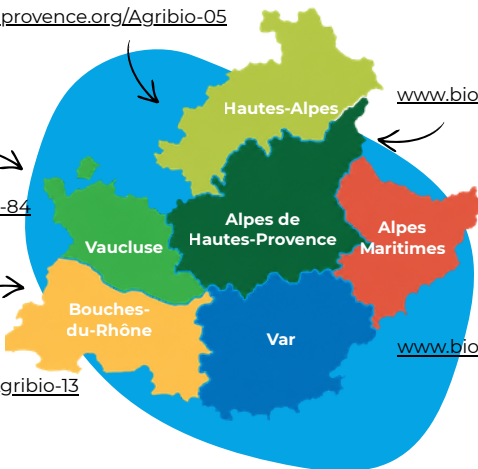 provence.org/Agribio-05
www.bio
Hautes-Alpes
-84
Alpes de
Hautes-Provence
Alpes
Maritimes
Vaucluse
Bouches-
du-Rhône
Var
www.bio
gribio-13